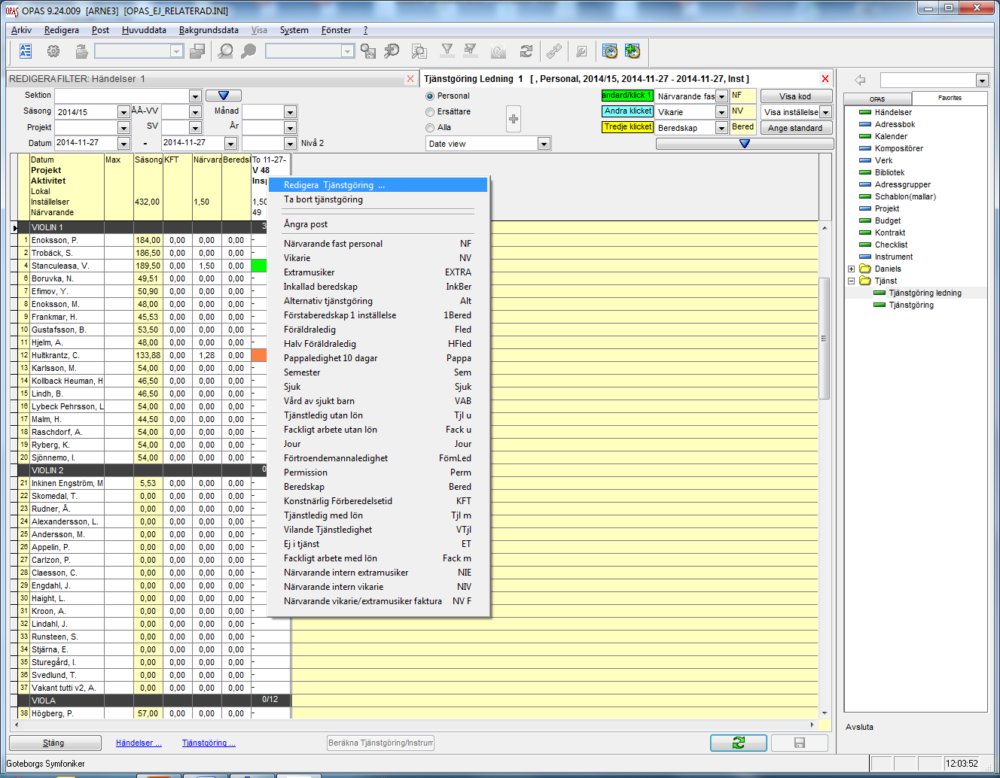 OPAS 9.24.009 [ARNE3] [OPAS_EJ_RELATERAD.INI]
Arkiv Redigera Post Huvuddata Bakgrundsdata Visa System Fönster ?
REDIGERAFILTER: Händelser 1
Tjänstgöring Ledning 1 [ , Personal, 2014/15, 2014-11-27 - 2014-11-27, Inst ]
Sektion
Säsong 2014/15 ÅÅ-VV Månad
Projekt SV År
Datum 2014-11-27 - 2014-11-27 Nivå 2
Personal
Ersättare
Alla
Date view
andard/klick 1 Närvarande fas NF Visa kod
Andra klicket Vikarie NV Visa inställelse
Tredje klicket Beredskap Bered Ange standard
Datum Max Säsong KFT Närvara Bereds To 11-27-
Projekt V 48
Aktivitet Insp
Lokal
Inställelser 432,00 1,50 1,50
Närvarande 49
VIOLIN 1 3
1 Enoksson, P. 184,00 0,00 0,00 0,00 -
2 Trobäck, S. 186,50 0,00 0,00 0,00 -
4 Stanculeasa, V. 189,50 0,00 1,50 0,00
6 Boruvka, N. 49,51 0,00 0,00 0,00 -
7 Efimov, Y. 50,90 0,00 0,00 0,00 -
8 Enoksson, M. 48,00 0,00 0,00 0,00 -
9 Frankmar, H. 45,53 0,00 0,00 0,00 -
10 Gustafsson, B. 53,50 0,00 0,00 0,00 -
11 Hjelm, A. 48,00 0,00 0,00 0,00 -
12 Hultkrantz, C. 133,88 0,00 1,28 0,00
13 Karlsson, M. 54,00 0,00 0,00 0,00 -
14 Kollback Heuman, H 46,50 0,00 0,00 0,00 -
15 Lindh, B. 46,50 0,00 0,00 0,00 -
16 Lybeck Pehrsson, L 54,00 0,00 0,00 0,00 -
17 Malm, H. 44,50 0,00 0,00 0,00 -
18 Raschdorf, A. 54,00 0,00 0,00 0,00 -
19 Ryberg, K. 54,00 0,00 0,00 0,00 -
20 Sjönnemo, I. 54,00 0,00 0,00 0,00 -
VIOLIN 2 0
21 Inkinen Engström, M 5,53 0,00 0,00 0,00 -
22 Skomedal, T. 0,00 0,00 0,00 0,00 -
23 Rudner, Å. 0,00 0,00 0,00 0,00 -
24 Alexandersson, L. 0,00 0,00 0,00 0,00 -
25 Andersson, M. 0,00 0,00 0,00 0,00 -
26 Appelin, P. 0,00 0,00 0,00 0,00 -
27 Carlzon, P. 0,00 0,00 0,00 0,00 -
28 Claesson, C. 0,00 0,00 0,00 0,00 -
29 Engdahl, J. 0,00 0,00 0,00 0,00 -
30 Haight, L. 0,00 0,00 0,00 0,00 -
31 Kroon, A. 0,00 0,00 0,00 0,00 -
32 Lindahl, J. 0,00 0,00 0,00 0,00 -
33 Runsteen, S. 0,00 0,00 0,00 0,00 -
34 Stjärna, E. 0,00 0,00 0,00 0,00 -
35 Sturegård, I. 0,00 0,00 0,00 0,00 -
36 Svedlund, T. 0,00 0,00 0,00 0,00 -
37 Vakant tutti v2, A. 0,00 0,00 0,00 0,00 -
VIOLA 0/12
38 Högberg, P. 57,00 0,00 0,00 0,00 -
Redigera Tjänstgöring ...
Ta bort tjänstgöring
Ångra post
Närvarande fast personal NF
Vikarie NV
Extramusiker EXTRA
Inkallad beredskap InkBer
Alternativ tjänstgöring Alt
Förstaberedskap 1 inställelse 1Bered
Föräldraledig Fled
Halv Föräldraledig HFled
Pappaledighet 10 dagar Pappa
Semester Sem
Sjuk Sjuk
Vård av sjukt barn VAB
Tjänstledig utan lön Tjl u
Fackligt arbete utan lön Fack u
Jour Jour
Förtroendemannaledighet FömLed
Permission Perm
Beredskap Bered
Konstnärlig Förberedelsetid KFT
Tjänstledig med lön Tjl m
Vilande Tjänstledighet VTjl
Ej i tjänst ET
Fackligt arbete med lön Fack m
Närvarande intern extramusiker NIE
Närvarande intern vikarie NIV
Närvarande vikarie/extramusiker faktura NV F
OPAS Favorites
Händelser
Adressbok
Kalender
Kompositörer
Verk
Bibliotek
Adressgrupper
Schablon(mallar)
Projekt
Budget
Kontrakt
Checklist
Instrument
Daniels
Tjänst
Tjänstgöring ledning
Tjänstgöring
Avsluta
Stäng Händelser ... Tjänstgöring ... Beräkna Tjänstgöring/Instrum
Goteborgs Symfoniker 12:03:52